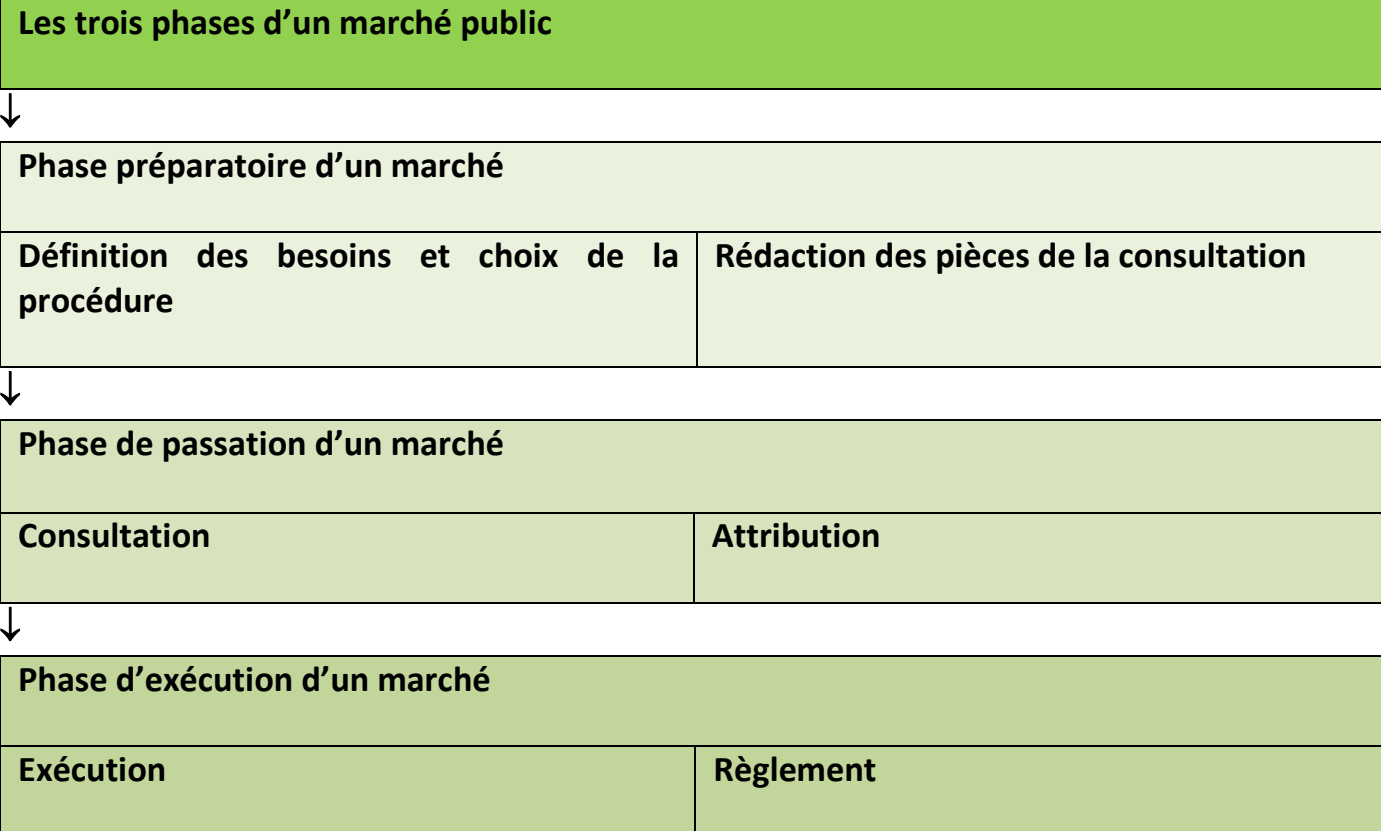 Les trois phases d’un marché public
↓
Phase préparatoire d’un marché
Définition des besoins et choix de la
procédure
Rédaction des pièces de la consultation
↓
Phase de passation d’un marché
Consultation
Attribution
↓
Phase d’exécution d’un marché
Exécution
Règlement